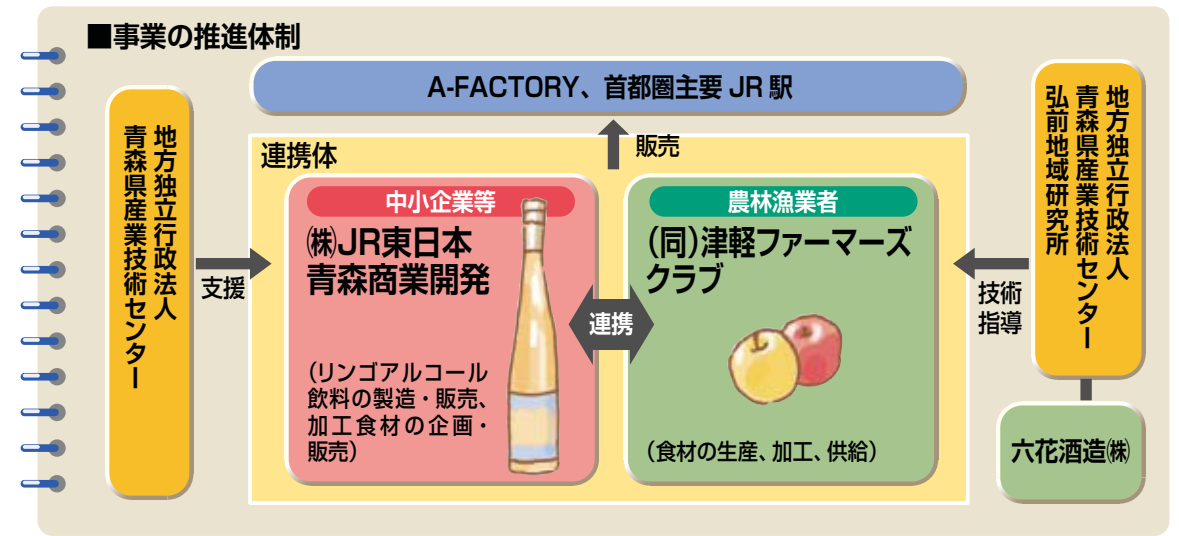 ■事業の推進体制
A-FACTORY、首都圏主要 JR 駅
地方独立行政法人
青森県産業技術センター
支援
連携体
販売
中小企業等
㈱JR東日本
青森商業開発
(リンゴアルコール
飲料の製造・販売、
加工食材の企画・
販売)
連携
農林漁業者
(同)津軽ファーマーズ
クラブ
(食材の生産、加工、供給)
技術
指導
地方独立行政法人
青森県産業技術センター
弘前地域研究所
六花酒造㈱